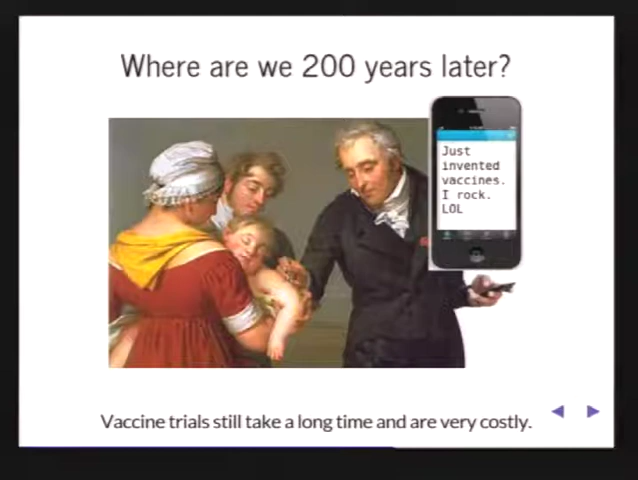 Where are we 200 years later?
Just
invented
vaccines.
I rock.
LOL
Vaccine trials still take a long time and are very costly.